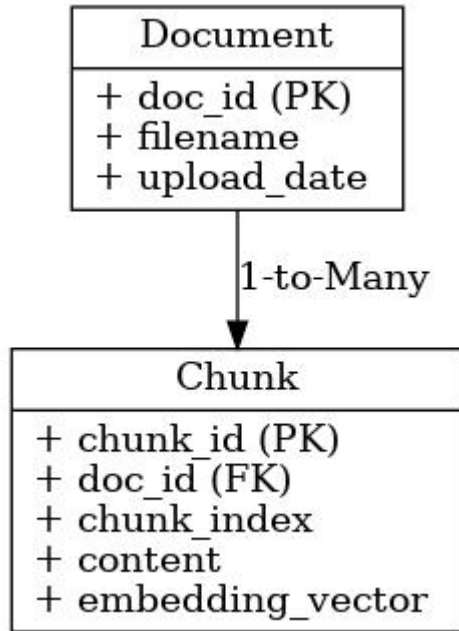 Document
+ doc_id (PK)
+ filename
+ upload_date
1-to-Many
Chunk
+ chunk_id (PK)
+ doc_id (FK)
+ chunk_index
+ content
+ embedding_vector